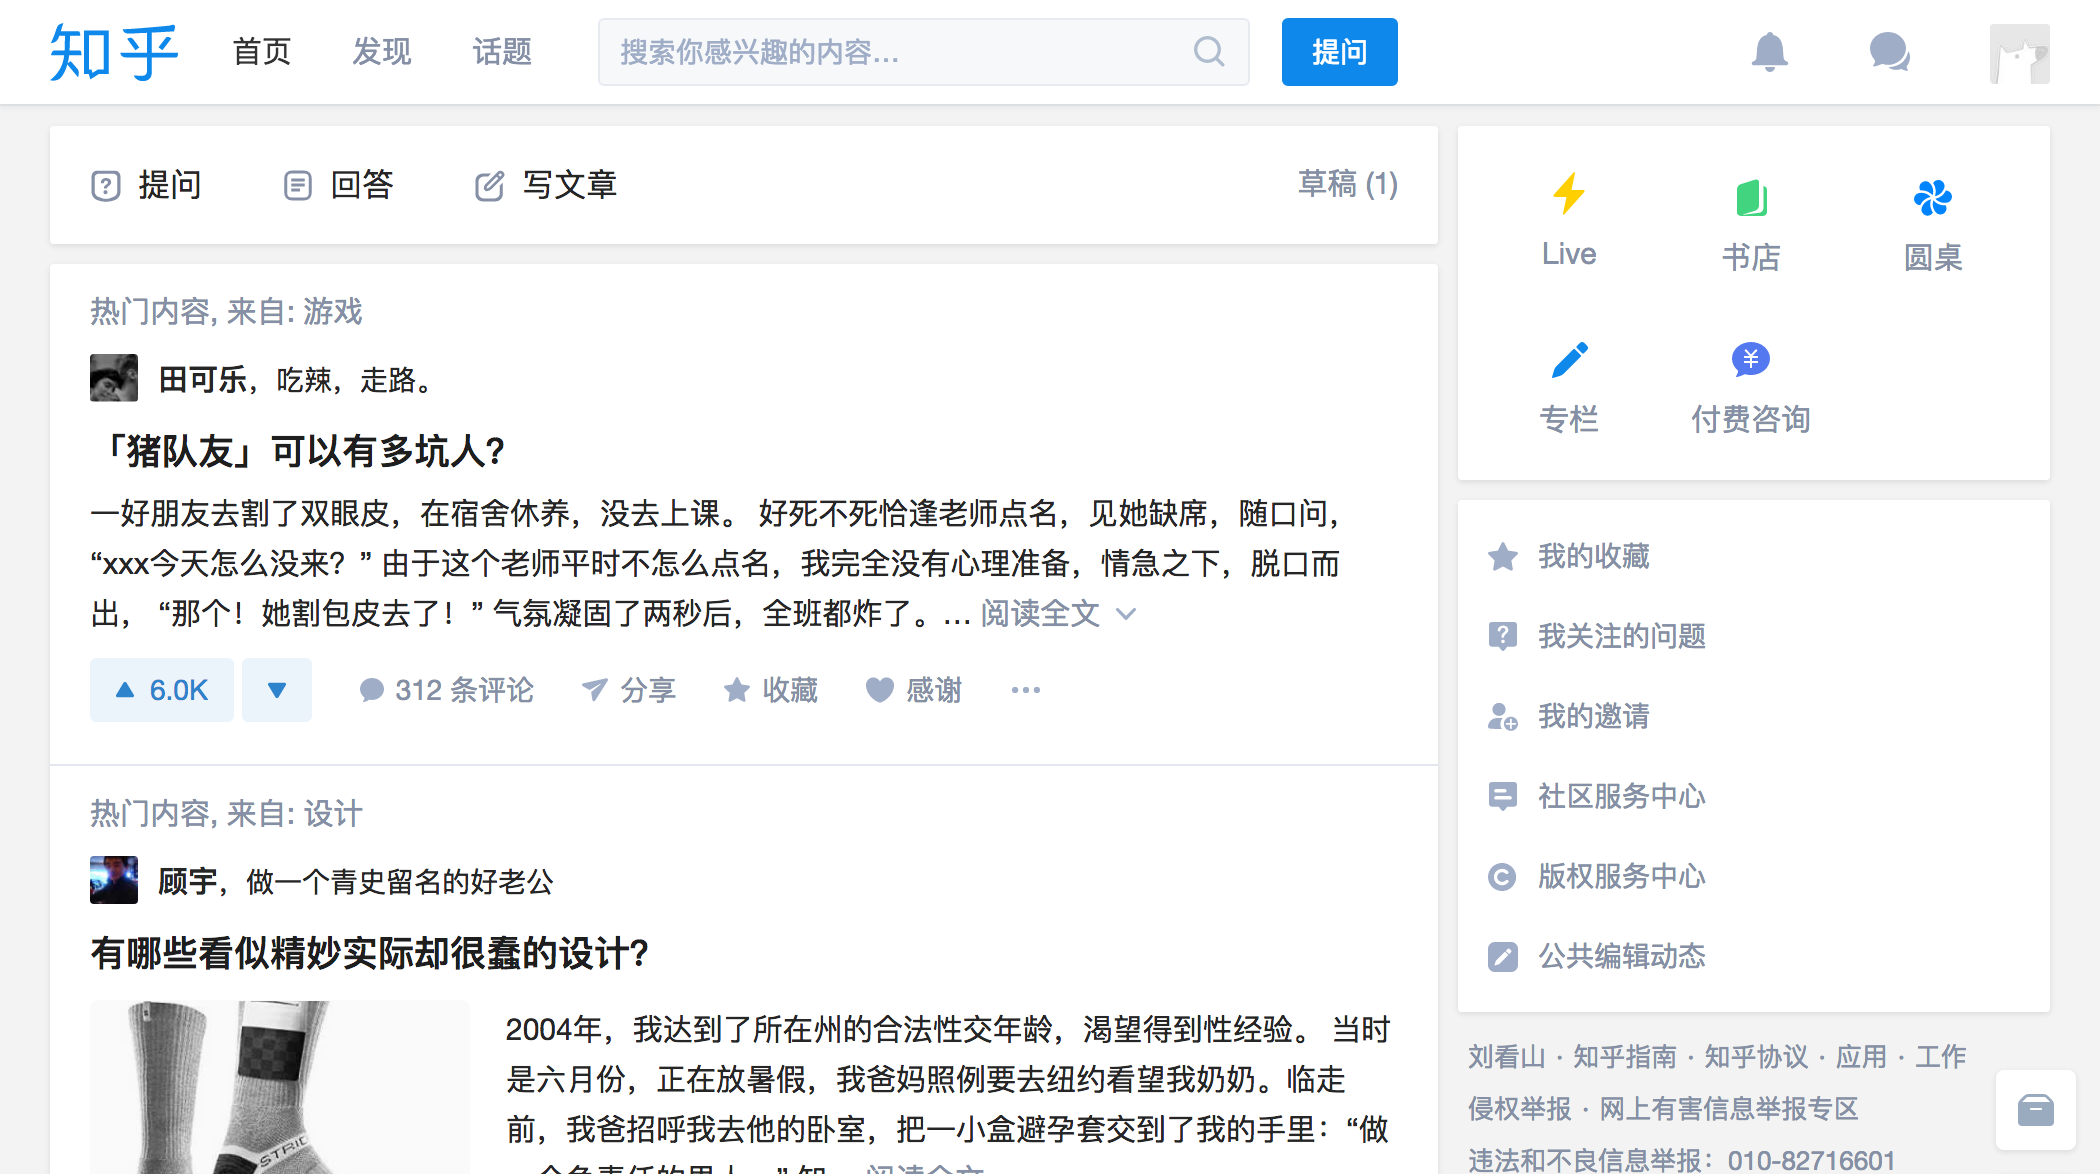 知乎 首页 发现 话题 搜索你感兴趣的内容... 提问
提问 回答 写文章 草稿 (1)
热门内容, 来自: 游戏
田可乐，吃辣，走路。
「猪队友」可以有多坑人？
一好朋友去割了双眼皮，在宿舍休养，没去上课。 好死不死恰逢老师点名，见她缺席，随口问，
“xxx今天怎么没来？” 由于这个老师平时不怎么点名，我完全没有心理准备，情急之下，脱口而
出， “那个！她割包皮去了！” 气氛凝固了两秒后，全班都炸了。... 阅读全文
6.0K 312 条评论 分享 收藏 感谢
热门内容, 来自: 设计
顾宇，做一个青史留名的好老公
有哪些看似精妙实际却很蠢的设计？
STRID
2004年，我达到了所在州的合法性交年龄，渴望得到性经验。 当时
是六月份，正在放暑假，我爸妈照例要去纽约看望我奶奶。临走
前，我爸招呼我去他的卧室，把一小盒避孕套交到了我的手里：“做
一个负责任的男人。” 知... 阅读全文
Live 书店 圆桌
专栏 付费咨询
我的收藏
我关注的问题
我的邀请
社区服务中心
版权服务中心
公共编辑动态
刘看山 · 知乎指南 · 知乎协议 · 应用 · 工作
侵权举报 · 网上有害信息举报专区
违法和不良信息举报：010-82716601